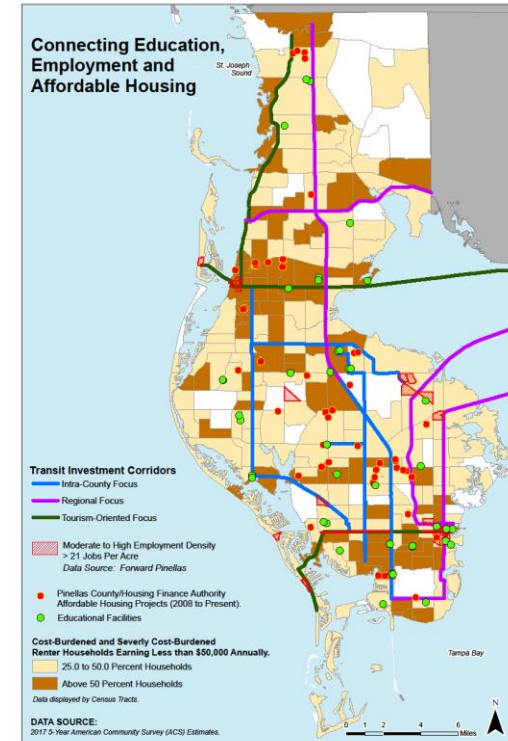 Connecting Education,
Employment and
Affordable Housing
St. Joseph
Sound
Transit Investment Corridors
Intra-County Focus
Regional Focus
Tourism-Oriented Focus
Moderate to High Employment Density
> 21 Jobs Per Acre
Data Source: Forward Pinellas
Pinellas County/Housing Finance Authority
Affordable Housing Projects (2008 to Present).
Educational Facilities
Cost-Burdened and Severly Cost-Burdened
Renter Households Earning Less than $50,000 Annually.
25.0 to 50.0 Percent Households
Above 50 Percent Households
Data displayed by Census Tracts.
DATA SOURCE:
2017 5-Year American Community Survey (ACS) Estimates.
Tampa Bay
N
0 1 2 4 6
Miles